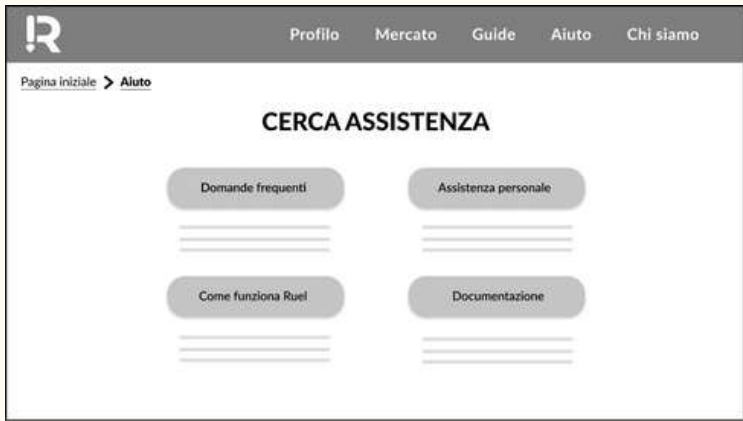 R
Profilo Mercato Guide Aiuto Chi siamo
Pagina iniziale > Aiuto
CERCA ASSISTENZA
Domande frequenti Assistenza personale
Come funziona Ruel Documentazione